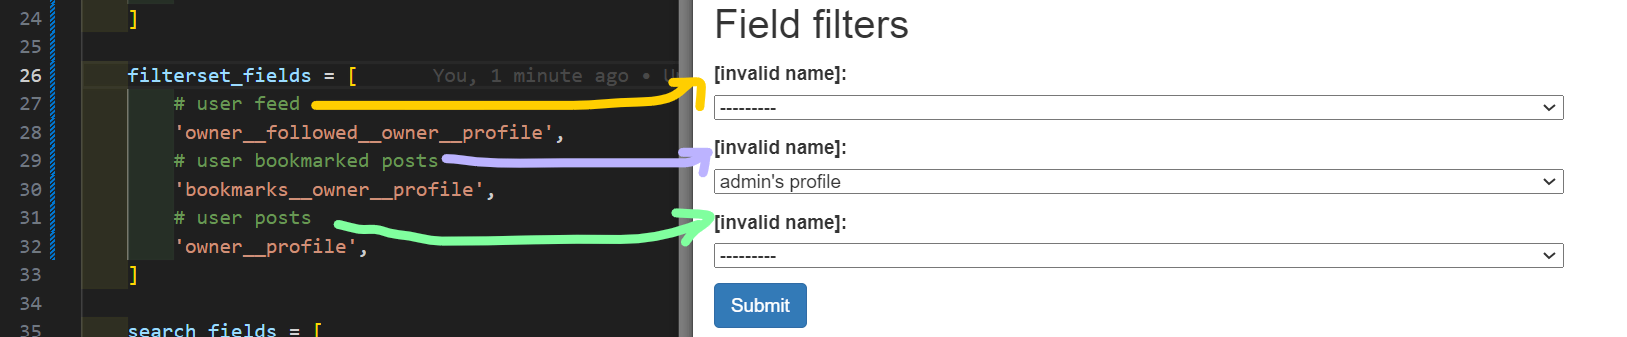 24 ]
25
26 filterset_fields = [ You, 1 minute ago • U
27 # user feed
28 'owner__followed__owner__profile',
29 # user bookmarked posts
30 'bookmarks__owner__profile',
31 # user posts
32 'owner__profile',
33 ]
34
35 search_fields = [
Field filters
[invalid name]:
---------
[invalid name]:
admin's profile
[invalid name]:
---------
Submit